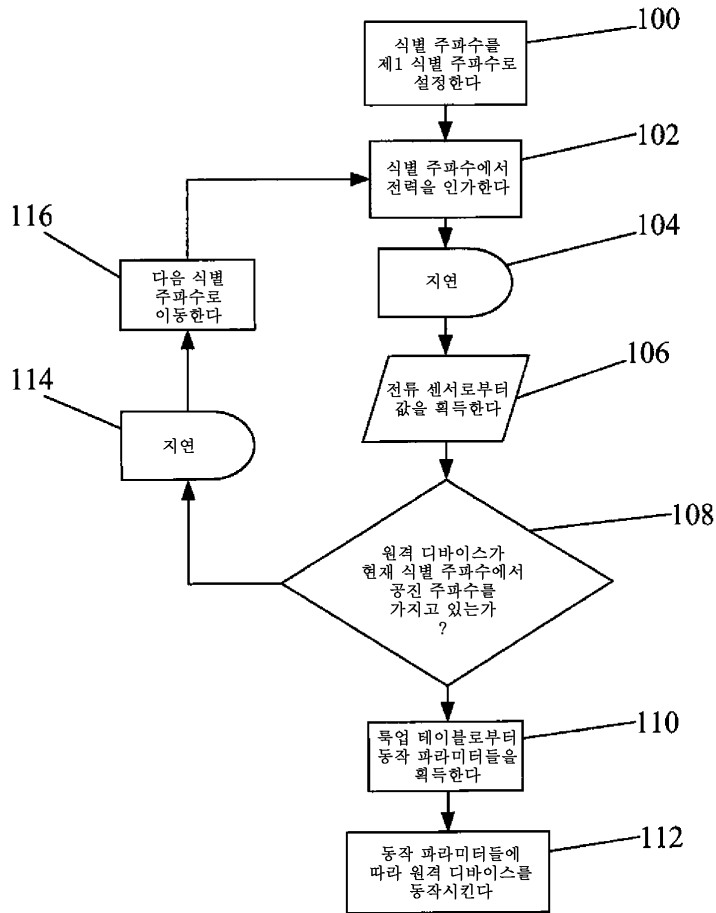 100
식별 주파수를
제1 식별 주파수로
설정한다
102
식별 주파수에서
전력을 인가한다
116
104
다음 식별
주파수로
이동한다
지연
106
전류 센서로부터
값을 획득한다
114
지연
108
원격 디바이스가
현재 식별 주파수에서
공진 주파수를
가지고 있는가
?
110
룩업 테이블로부터
동작 파라미터들을
획득한다
112
동작 파라미터들에
따라 원격 디바이스를
동작시킨다